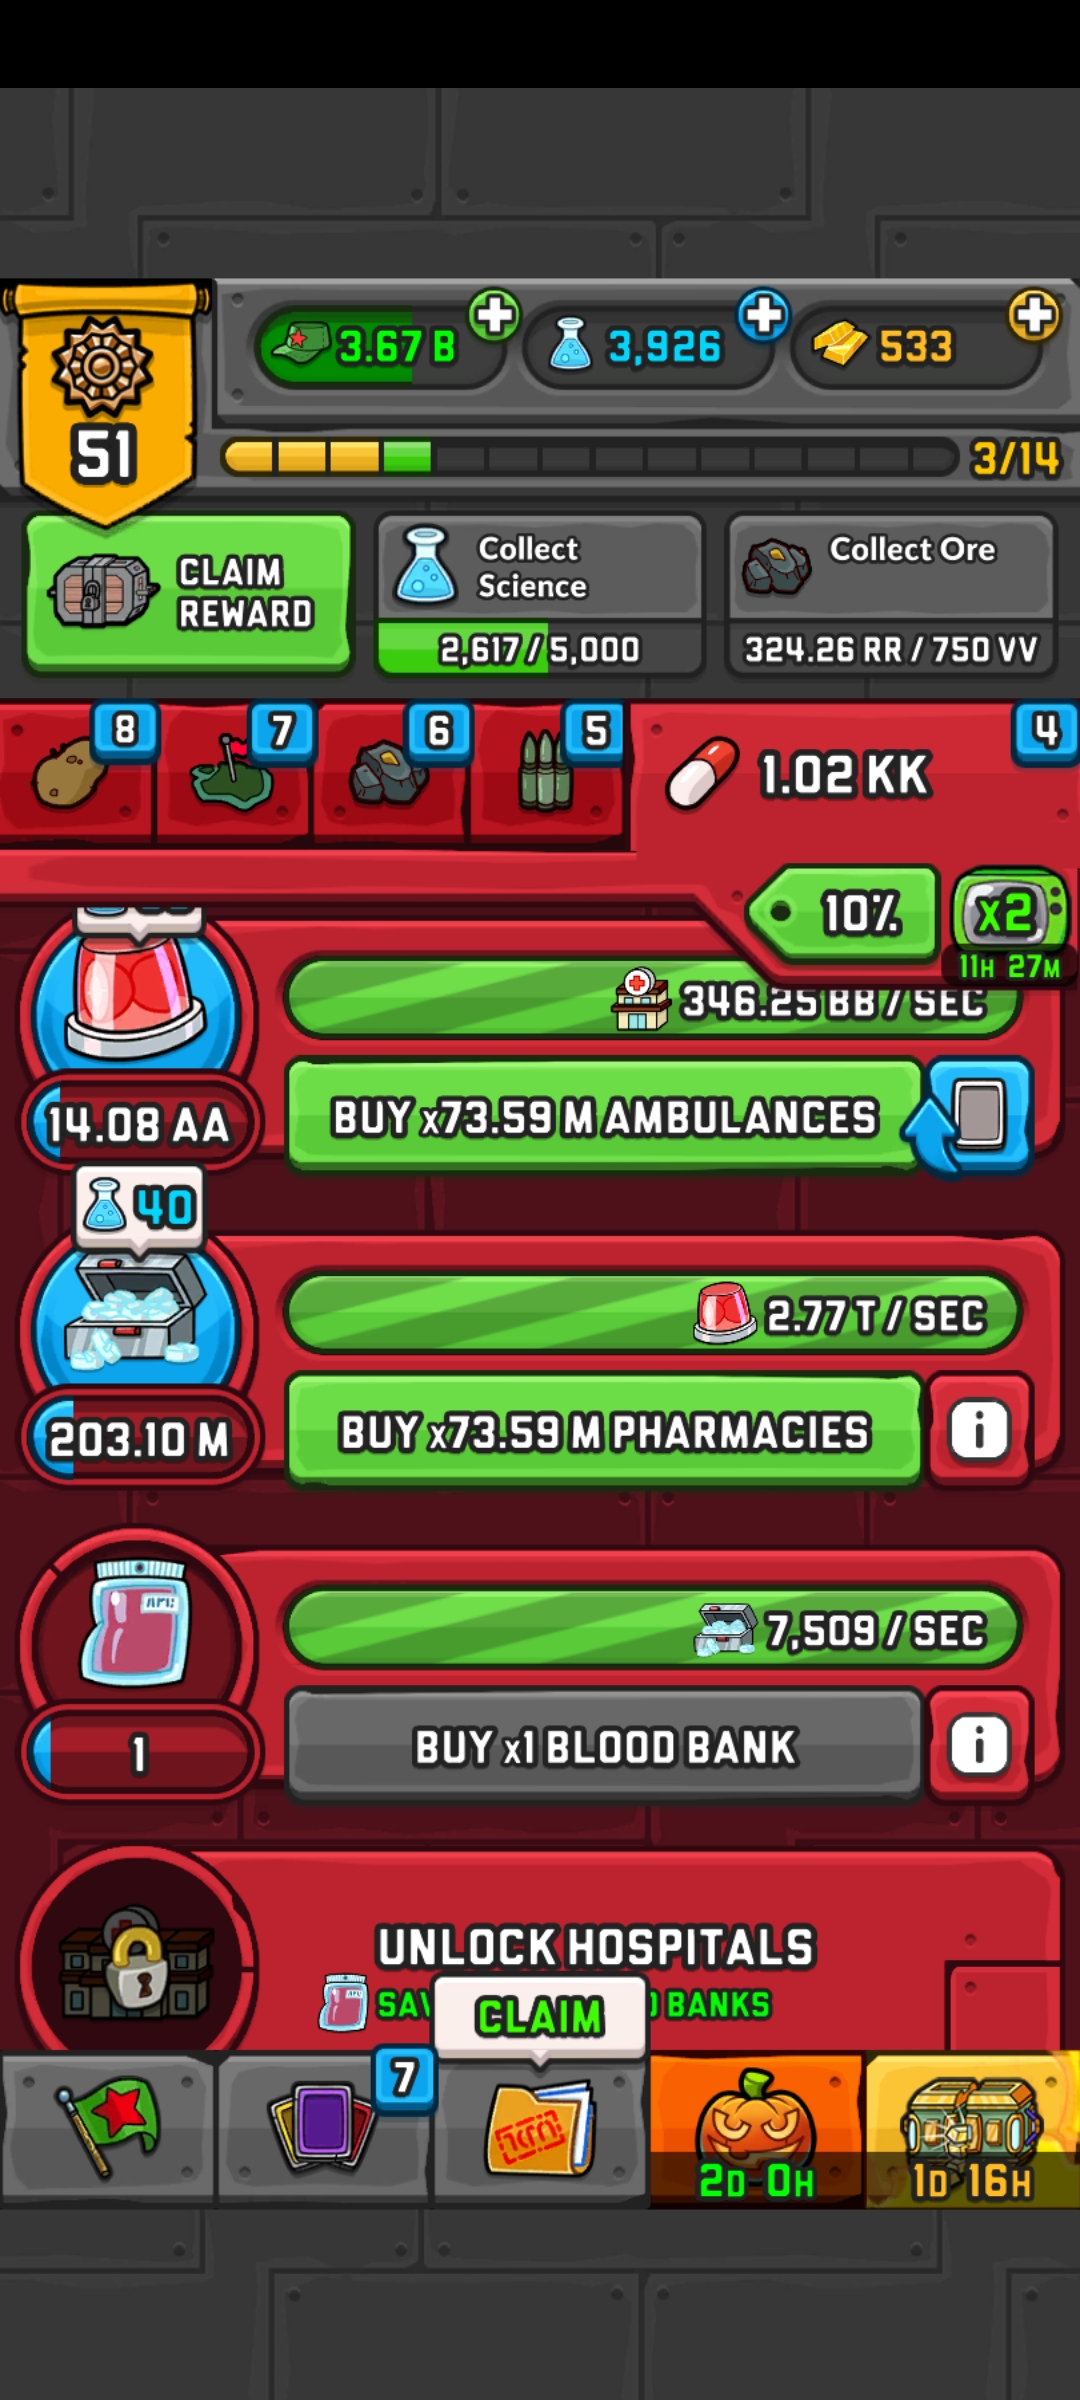 3.67 B
3,926
533
51
3/14
CLAIM
REWARD
Collect
Science
2,617 / 5,000
Collect Ore
324.26 RR / 750 VV
8
7
6
5
1.02 KK
4
10%
x2
11H 27M
346.25 BB / SEC
14.08 AA
BUY x73.59 M AMBULANCES
40
2.77 T / SEC
203.10 M
BUY x73.59 M PHARMACIES
i
7,509 / SEC
1
BUY x1 BLOOD BANK
i
UNLOCK HOSPITALS
BANKS
CLAIM
7
2D 0H
1D 16H